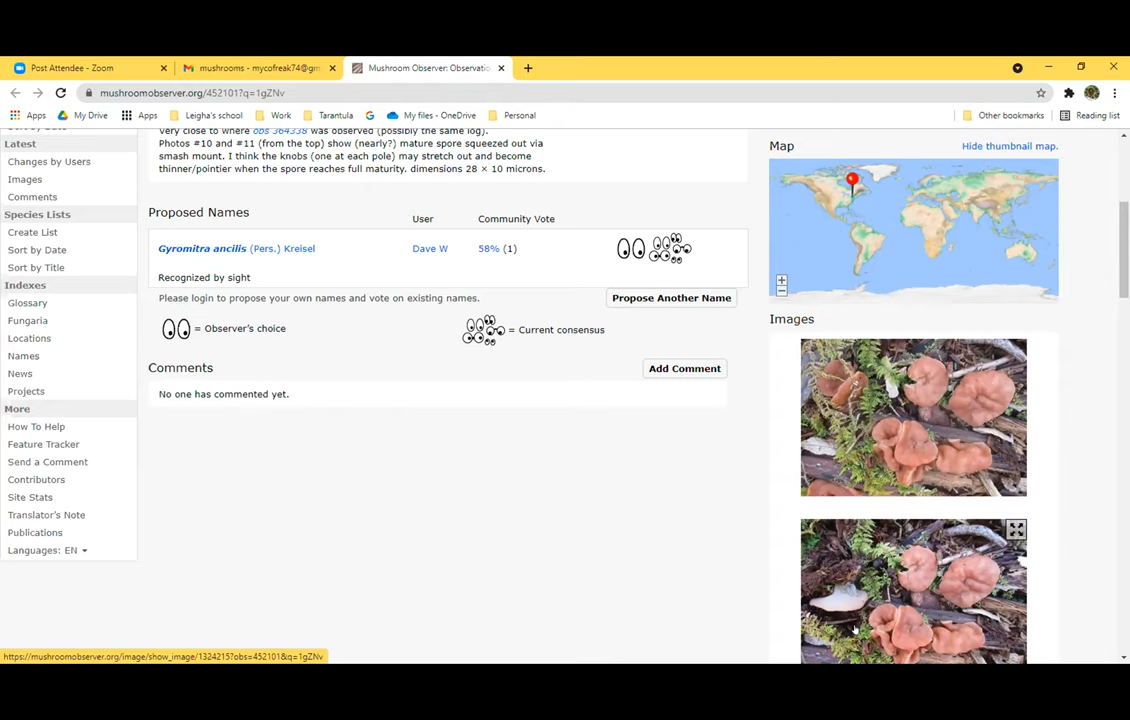 Post Attendee - Zoom
mushrooms - mycofreak74@gm
Mushroom Observer: Observatio
mushroomobserver.org/452101?q=1gZNv
Apps
My Drive
Apps
Leigha's school
Work
Tarantula
My files - OneDrive
Personal
Other bookmarks
Reading list
Sort by Date
Latest
Changes by Users
Images
Comments
Species Lists
Create List
Sort by Date
Sort by Title
Indexes
Glossary
Fungaria
Locations
Names
News
Projects
More
How To Help
Feature Tracker
Send a Comment
Contributors
Site Stats
Translator's Note
Publications
Languages: EN
very close to where obs 364338 was observed (possibly the same log).
Photos #10 and #11 (from the top) show (nearly?) mature spore squeezed out via
smash mount. I think the knobs (one at each pole) may stretch out and become
thinner/pointier when the spore reaches full maturity. dimensions 28 × 10 microns.
Proposed Names
User
Community Vote
Gyromitra ancilis (Pers.) Kreisel
Dave W
58% (1)
Recognized by sight
Please login to propose your own names and vote on existing names.
Propose Another Name
= Observer's choice
= Current consensus
Comments
Add Comment
No one has commented yet.
Map
Hide thumbnail map.
+
−
Images
https://mushroomobserver.org/image/show_image/1324215?obs=452101&q=1gZNv